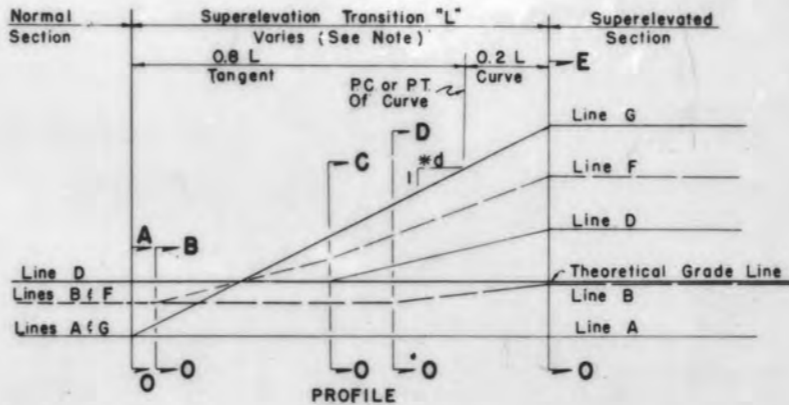 Normal
Section
Superelevation Transition "L"
Varies (See Note)
Superelevated
Section
0.8 L
Tangent
0.2 L
Curve
E
PC or PT
Of Curve
Line G
D
C
*d
1
Line F
Line D
A
B
Line D
Theoretical Grade Line
Lines B & F
Line B
Lines A & G
Line A
O
O
O
O
O
PROFILE